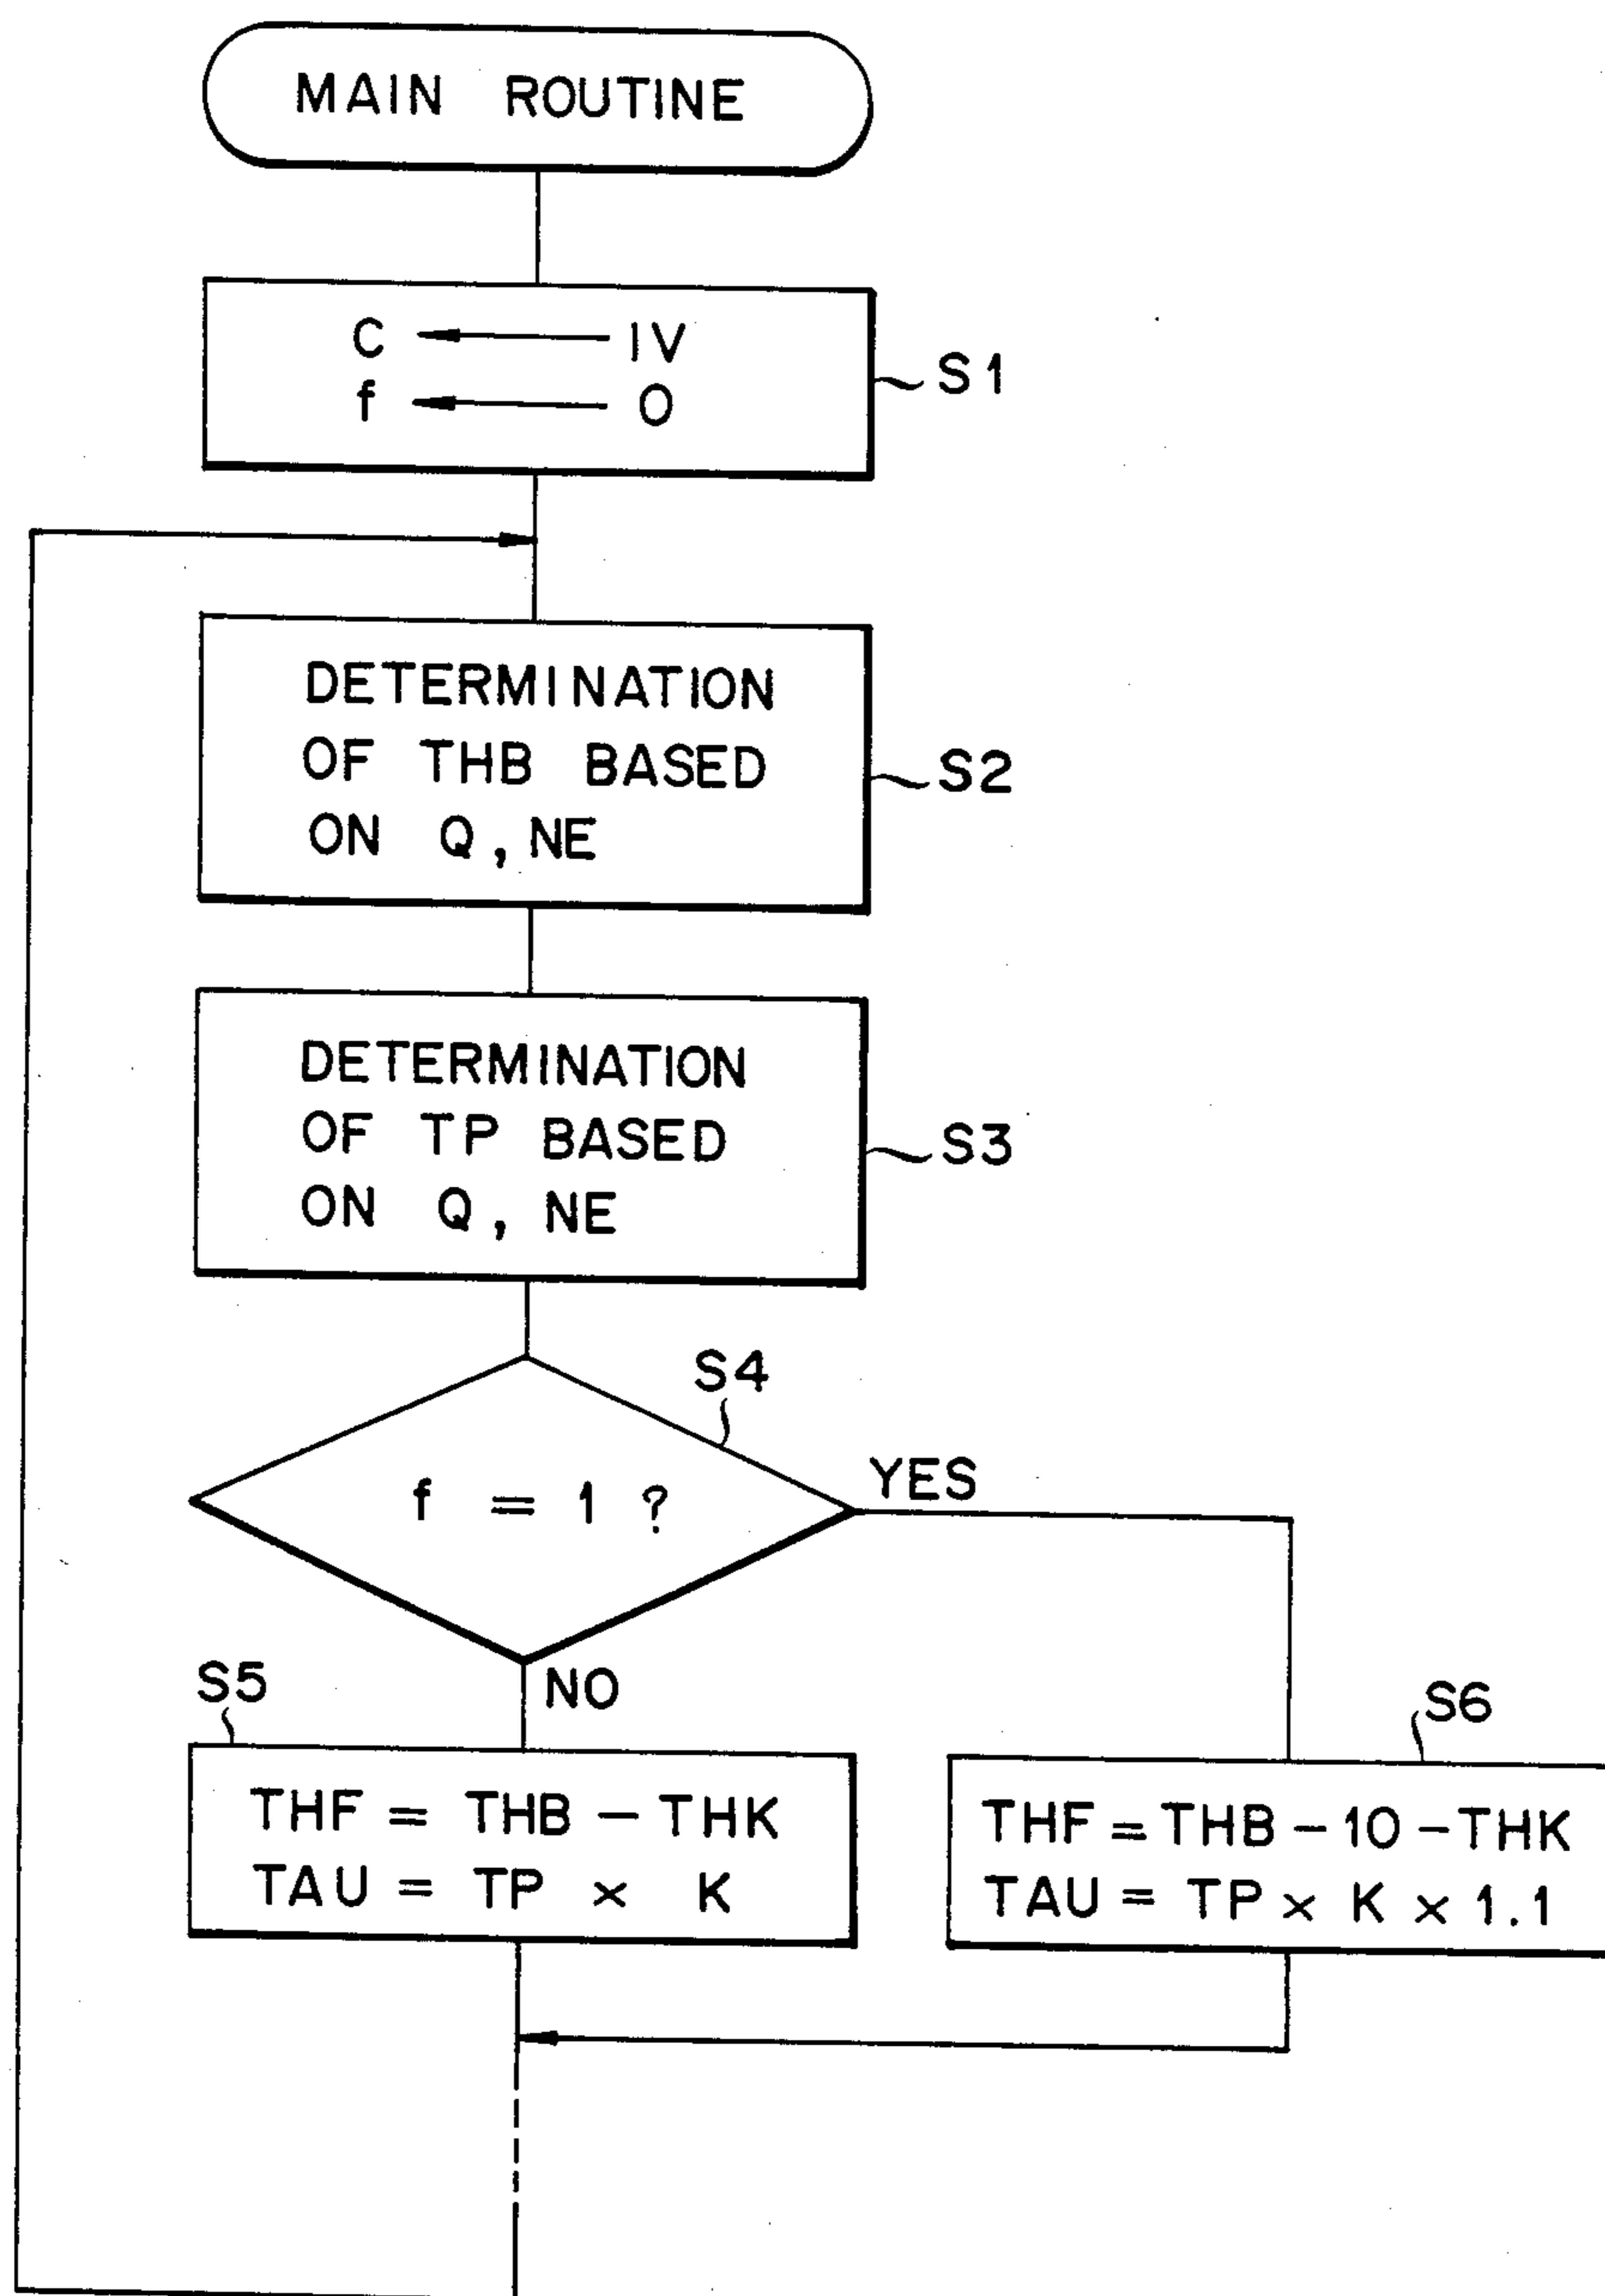 MAIN ROUTINE
C ← IV
f ← 0
S1
DETERMINATION
OF THB BASED
ON Q, NE
S2
DETERMINATION
OF TP BASED
ON Q, NE
S3
S4
f = 1 ?
YES
NO
S5
THF = THB - THK
TAU = TP × K
S6
THF = THB - 10 - THK
TAU = TP × K × 1.1